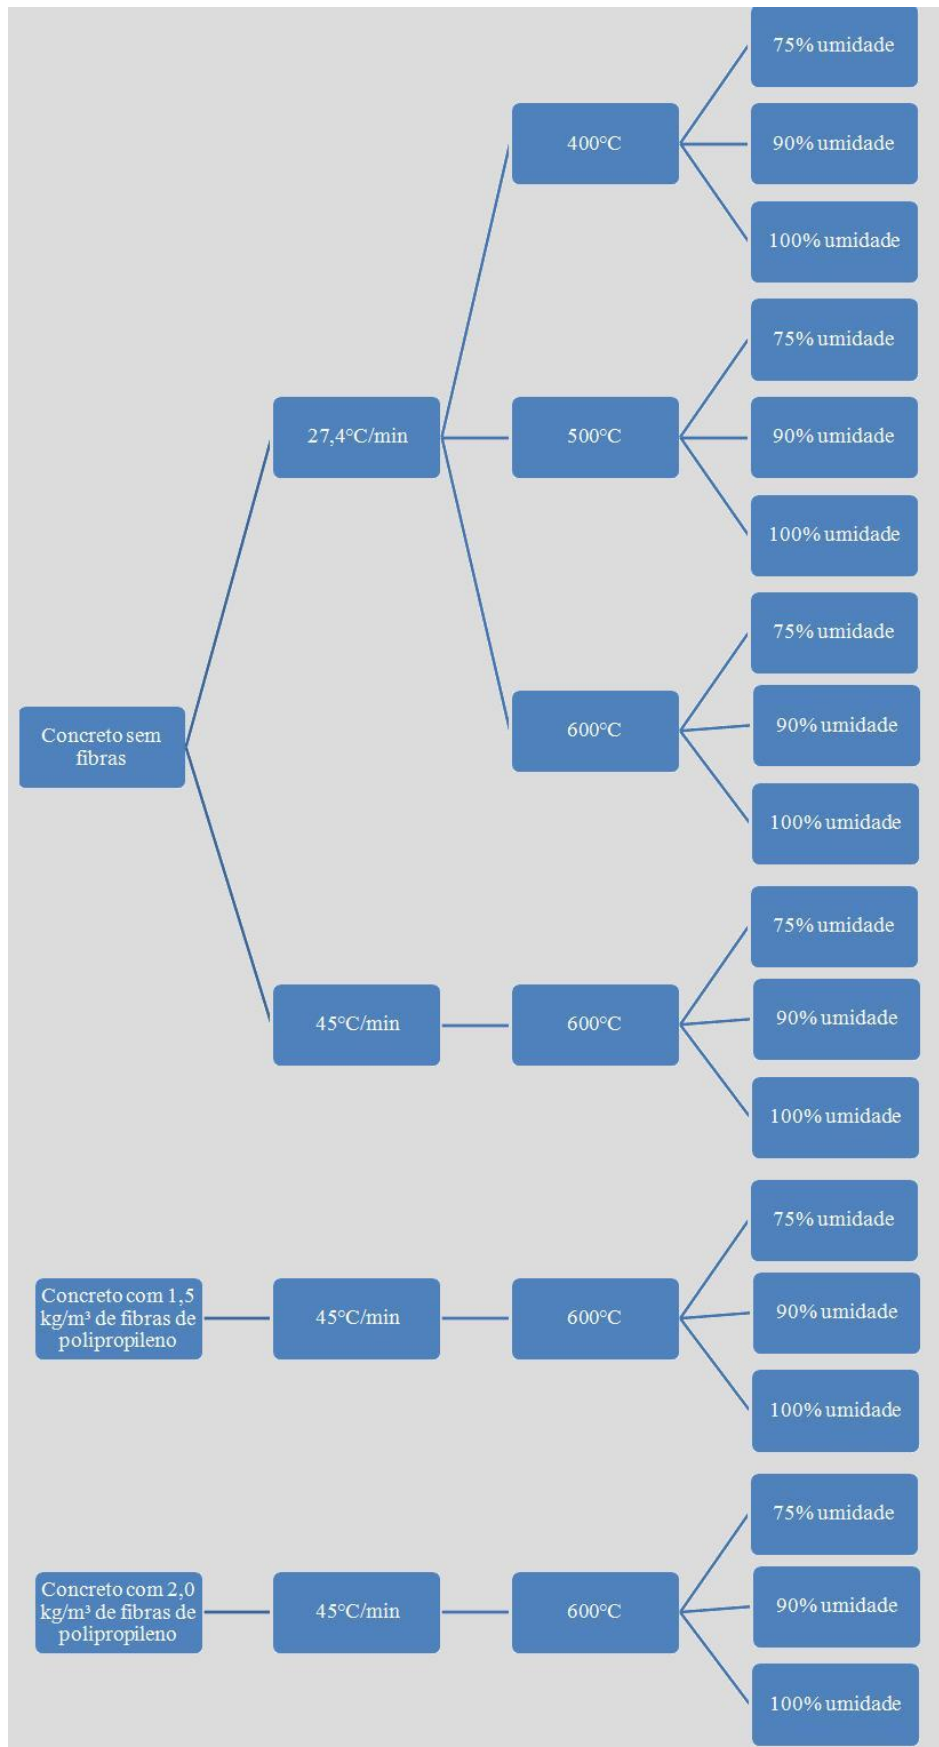 75% umidade
400°C
90% umidade
100% umidade
75% umidade
27,4°C/min
500°C
90% umidade
100% umidade
75% umidade
Concreto sem
fibras
600°C
90% umidade
100% umidade
75% umidade
45°C/min
600°C
90% umidade
100% umidade
75% umidade
Concreto com 1,5
kg/m³ de fibras de
polipropileno
45°C/min
600°C
90% umidade
100% umidade
75% umidade
Concreto com 2,0
kg/m³ de fibras de
polipropileno
45°C/min
600°C
90% umidade
100% umidade